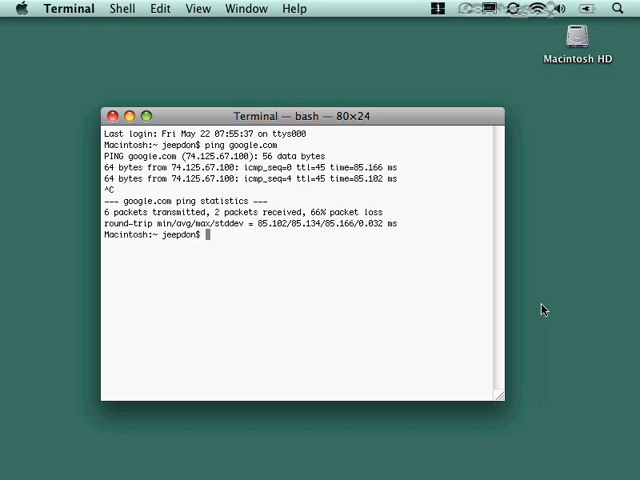 Terminal Shell Edit View Window Help
Macintosh HD
Terminal — bash — 80×24
Last login: Fri May 22 07:55:37 on ttys000
Macintosh:~ jeepdon$ ping google.com
PING google.com (74.125.67.100): 56 data bytes
64 bytes from 74.125.67.100: icmp_seq=0 ttl=45 time=85.166 ms
64 bytes from 74.125.67.100: icmp_seq=4 ttl=45 time=85.102 ms
^C
--- google.com ping statistics ---
6 packets transmitted, 2 packets received, 66% packet loss
round-trip min/avg/max/stddev = 85.102/85.134/85.166/0.032 ms
Macintosh:~ jeepdon$